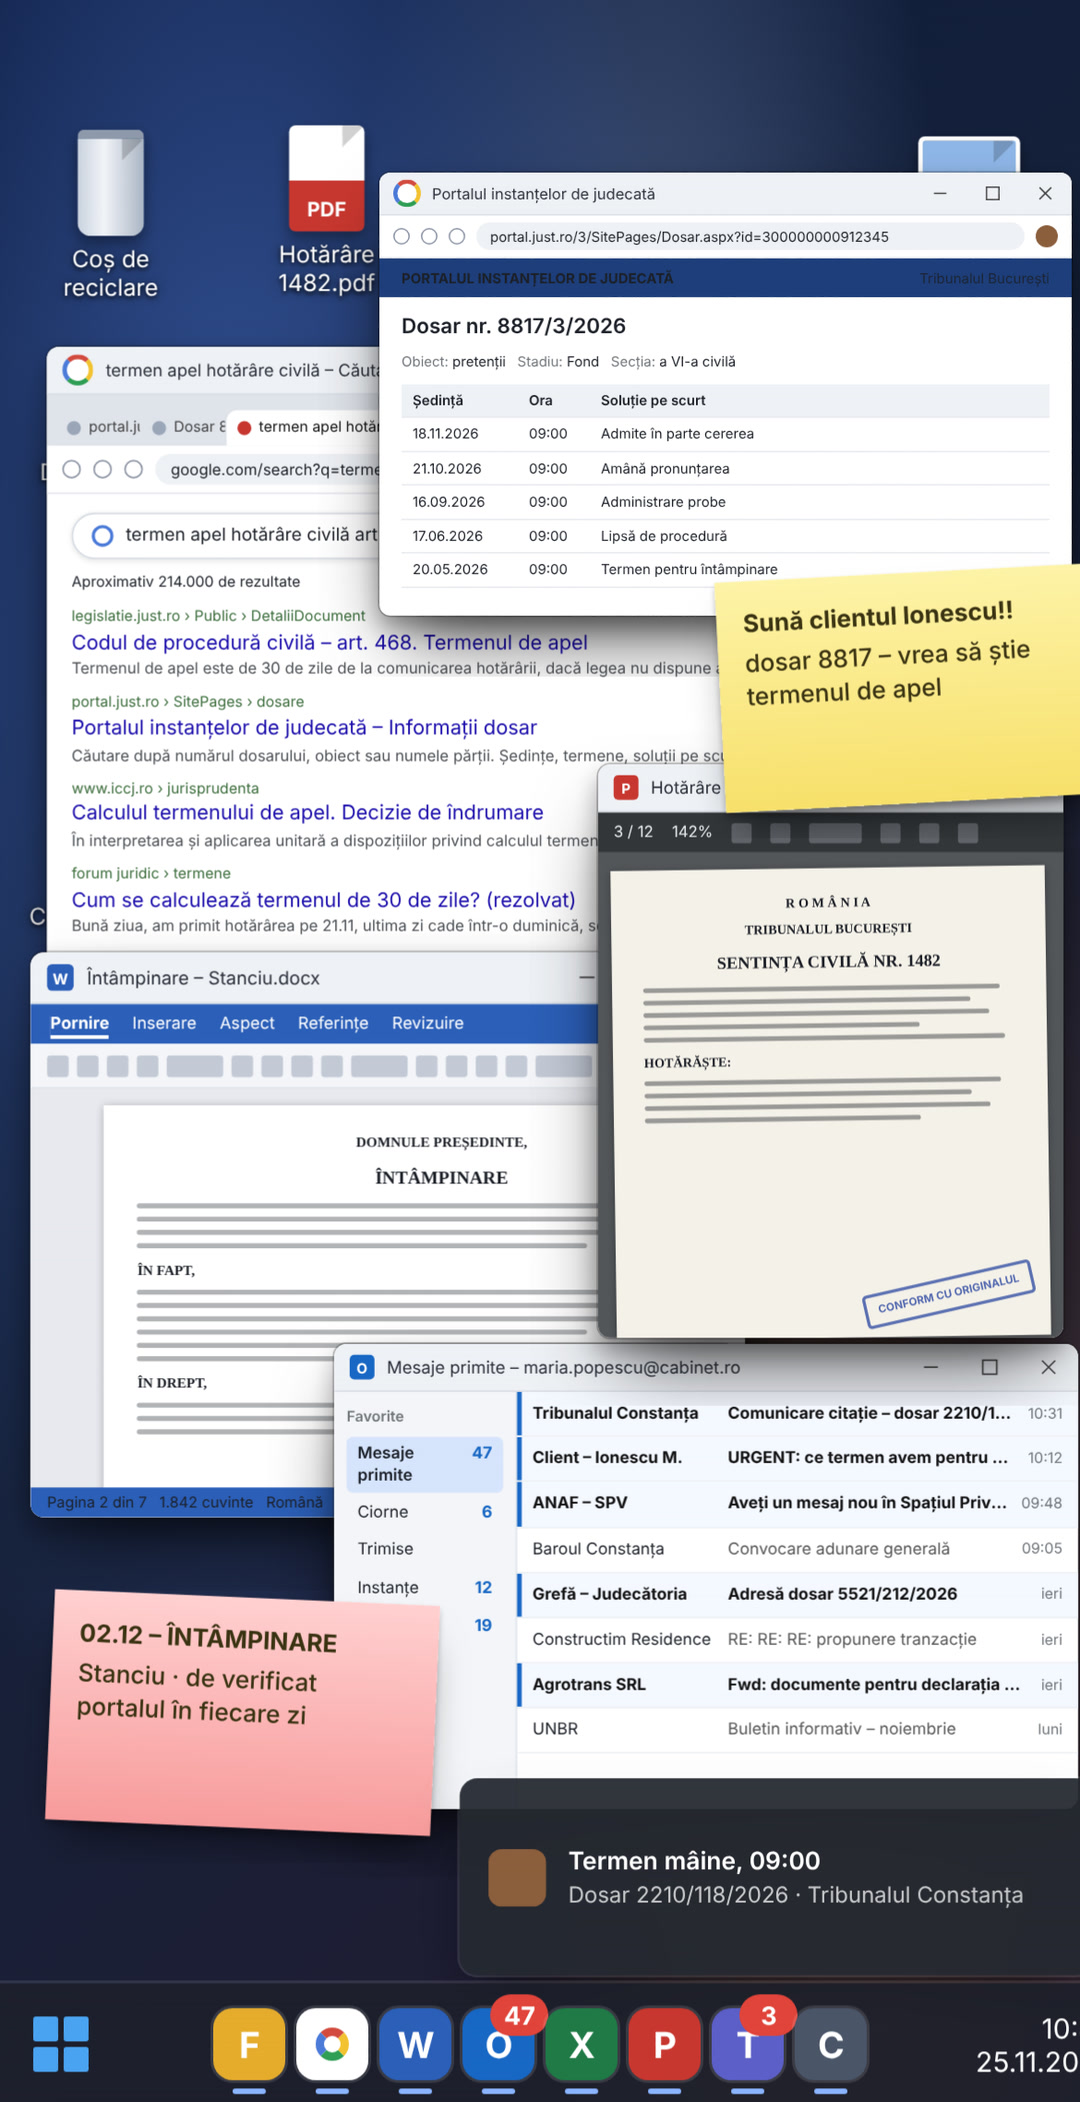 Coș de
reciclare
PDF
Hotărâre
1482.pdf
Portalul instanțelor de judecată
portal.just.ro/3/SitePages/Dosar.aspx?id=300000000912345
PORTALUL INSTANȚELOR DE JUDECATĂ
Tribunalul București
Dosar nr. 8817/3/2026
Obiect: pretenții Stadiu: Fond Secția: a VI-a civilă
Ședință Ora Soluție pe scurt
18.11.2026 09:00 Admite în parte cererea
21.10.2026 09:00 Amână pronunțarea
16.09.2026 09:00 Administrare probe
17.06.2026 09:00 Lipsă de procedură
20.05.2026 09:00 Termen pentru întâmpinare
termen apel hotărâre civilă – Căuta
portal.ju Dosar 8 termen apel hotăr
google.com/search?q=terme
termen apel hotărâre civilă art
Aproximativ 214.000 de rezultate
legislatie.just.ro › Public › DetaliiDocument
Codul de procedură civilă – art. 468. Termenul de apel
Termenul de apel este de 30 de zile de la comunicarea hotărârii, dacă legea nu dispune
portal.just.ro › SitePages › dosare
Portalul instanțelor de judecată – Informații dosar
Căutare după numărul dosarului, obiect sau numele părții. Ședințe, termene, soluții pe scu
www.iccj.ro › jurisprudenta
Calculul termenului de apel. Decizie de îndrumare
În interpretarea și aplicarea unitară a dispozițiilor privind calculul termen
forum juridic › termene
Cum se calculează termenul de 30 de zile? (rezolvat)
Bună ziua, am primit hotărârea pe 21.11, ultima zi cade într-o duminică, s
Sună clientul Ionescu!!
dosar 8817 – vrea să știe
termenul de apel
P Hotărâre
3 / 12 142%
ROMÂNIA
TRIBUNALUL BUCUREȘTI
SENTINȚA CIVILĂ NR. 1482
HOTĂRĂȘTE:
CONFORM CU ORIGINALUL
W Întâmpinare – Stanciu.docx
Pornire Inserare Aspect Referințe Revizuire
DOMNULE PREȘEDINTE,
ÎNTÂMPINARE
ÎN FAPT,
ÎN DREPT,
Pagina 2 din 7 1.842 cuvinte Română
O Mesaje primite – maria.popescu@cabinet.ro
Favorite
Mesaje primite 47
Ciorne 6
Trimise
Instanțe 12
19
Tribunalul Constanța Comunicare citație – dosar 2210/1... 10:31
Client – Ionescu M. URGENT: ce termen avem pentru ... 10:12
ANAF – SPV Aveți un mesaj nou în Spațiul Priv... 09:48
Baroul Constanța Convocare adunare generală 09:05
Grefă – Judecătoria Adresă dosar 5521/212/2026 ieri
Constructim Residence RE: RE: RE: propunere tranzacție ieri
Agrotrans SRL Fwd: documente pentru declarația ... ieri
UNBR Buletin informativ – noiembrie luni
02.12 – ÎNTÂMPINARE
Stanciu · de verificat
portalul în fiecare zi
Termen mâine, 09:00
Dosar 2210/118/2026 · Tribunalul Constanța
F W O 47 X P T 3 C
10:
25.11.20